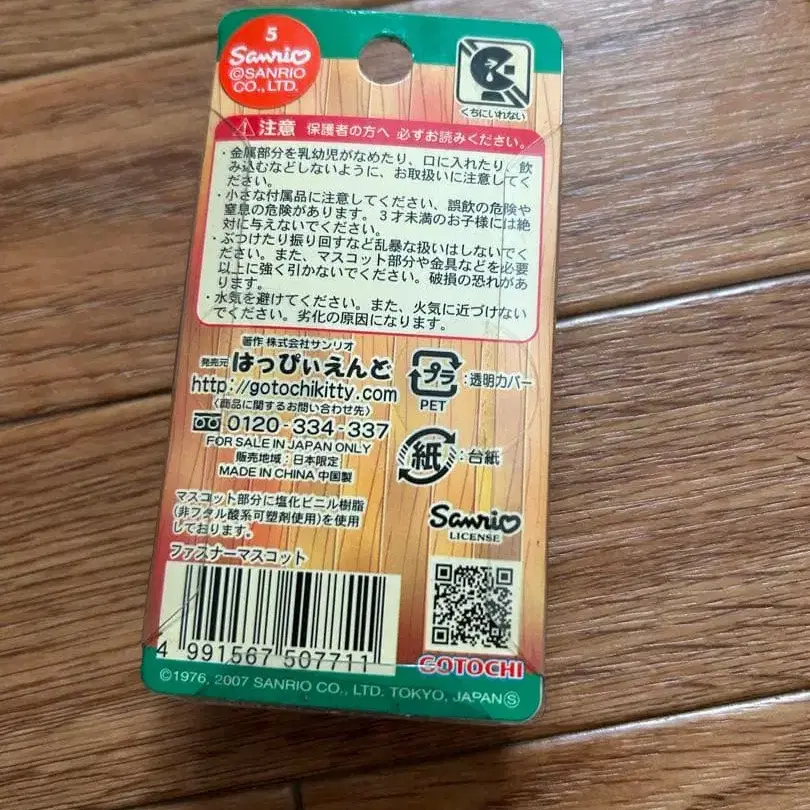 5
Sanrio
©SANRIO
CO., LTD.
くちにいれない
⚠注意 保護者の方へ 必ずお読みください。
・金属部分を乳幼児がなめたり、口に入れたり、飲
み込むなどしないように、お取扱いに注意してく
ださい。
・小さな付属品に注意してください、誤飲の危険や
窒息の危険があります。3才未満のお子様には絶
対に与えないでください。
・ぶつけたり振り回すなど乱暴な扱いはしないでく
ださい。また、マスコット部分や金具などを必要
以上に強く引かないでください。破損の恐れがあ
ります。
・水気を避けてください。また、火気に近づけない
でください。劣化の原因になります。
著作 株式会社サンリオ
発売元 はっぴぃえんど
http://gotochikitty.com
〈商品に関するお問い合わせ先〉
0120-334-337
FOR SALE IN JAPAN ONLY
販売地域:日本限定
MADE IN CHINA 中国製
プラ :透明カバー
PET
紙 :台紙
マスコット部分に塩化ビニル樹脂
(非フタル酸系可塑剤使用)を使用
しております。
ファスナーマスコット
Sanrio
LICENSE
4 991567 507711
GOTOCHI
©1976, 2007 SANRIO CO., LTD. TOKYO, JAPAN Ⓢ